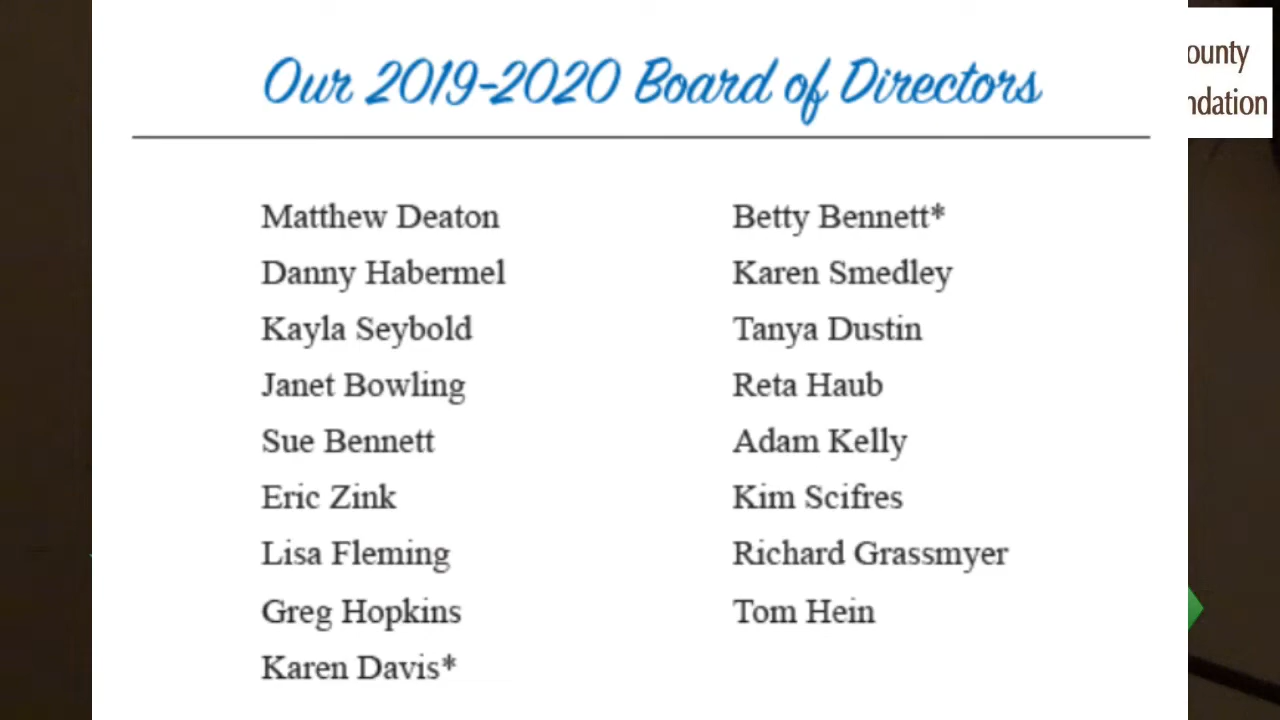 Our 2019-2020 Board of Directors
Matthew Deaton
Danny Habermel
Kayla Seybold
Janet Bowling
Sue Bennett
Eric Zink
Lisa Fleming
Greg Hopkins
Karen Davis*
Betty Bennett*
Karen Smedley
Tanya Dustin
Reta Haub
Adam Kelly
Kim Scifres
Richard Grassmyer
Tom Hein